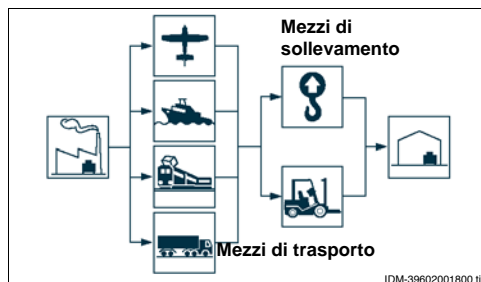 Mezzi di
sollevamento
Mezzi di trasporto
IDM-39602001800.ti